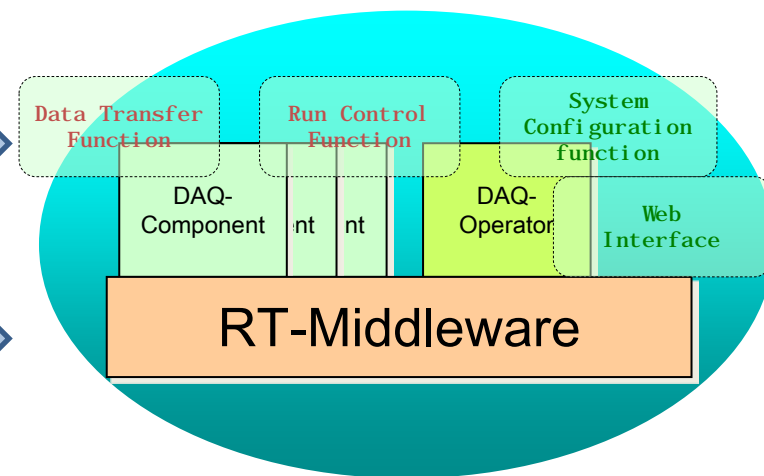 Data Transfer
Function
Run Control
Function
System
Configuration
function
DAQ-
Component
nt
nt
DAQ-
Operator
Web
Interface
RT-Middleware